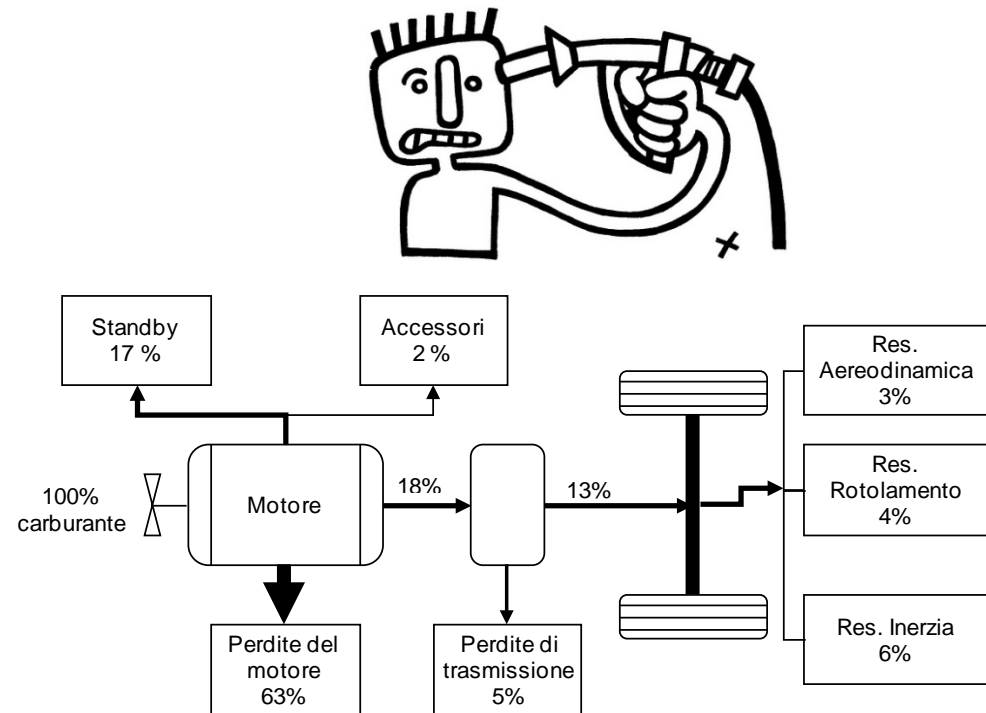 Standby
17 %
Accessori
2 %
Res.
Aereodinamica
3%
100%
carburante
Motore
18%
13%
Res.
Rotolamento
4%
Perdite del
motore
63%
Perdite di
trasmissione
5%
Res. Inerzia
6%